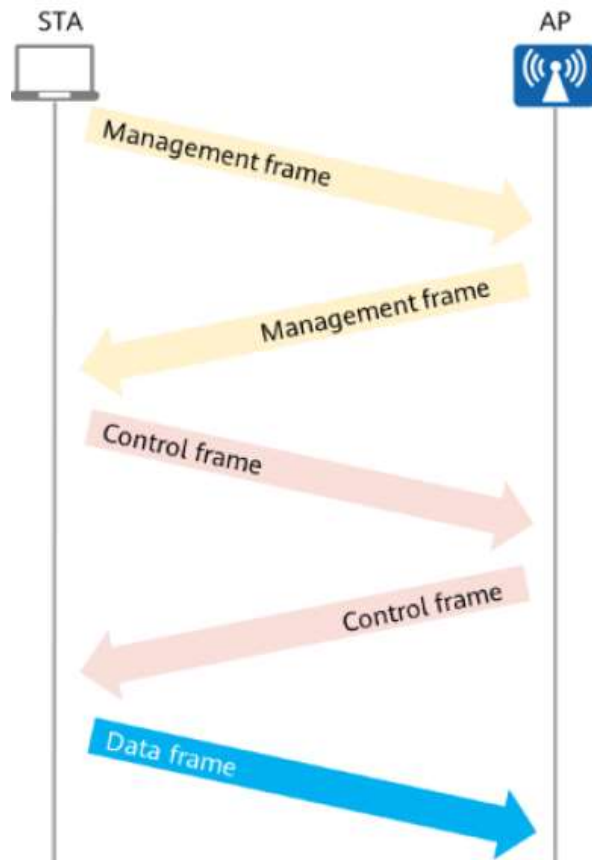 STA
AP
Management frame
Management frame
Control frame
Control frame
Data frame